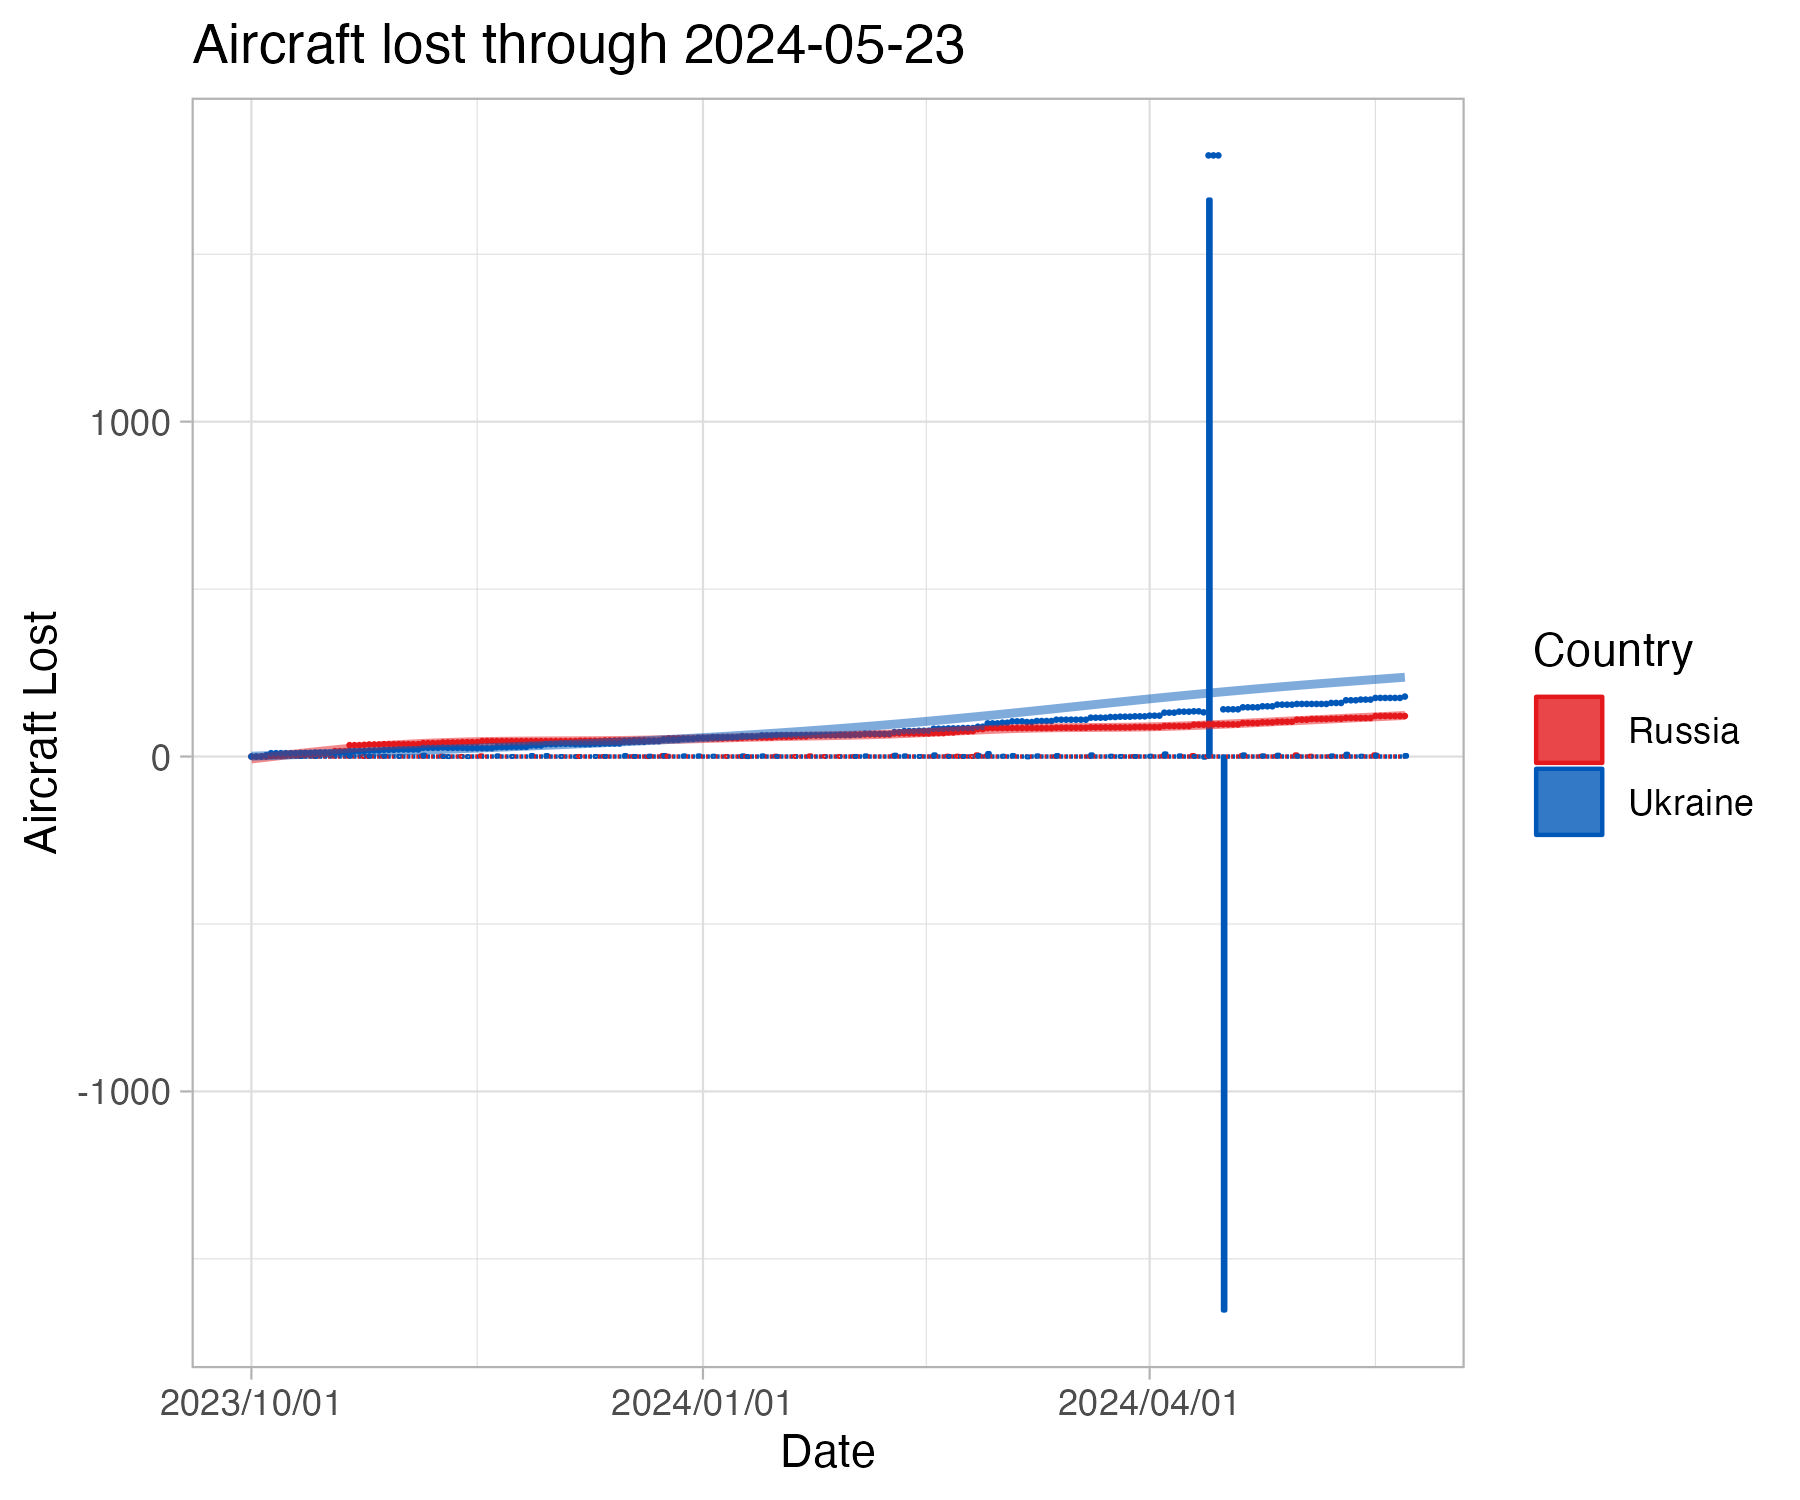 Aircraft lost through 2024-05-23
Aircraft Lost
1000
0
-1000
2023/10/01
2024/01/01
2024/04/01
Date
Country
Russia
Ukraine